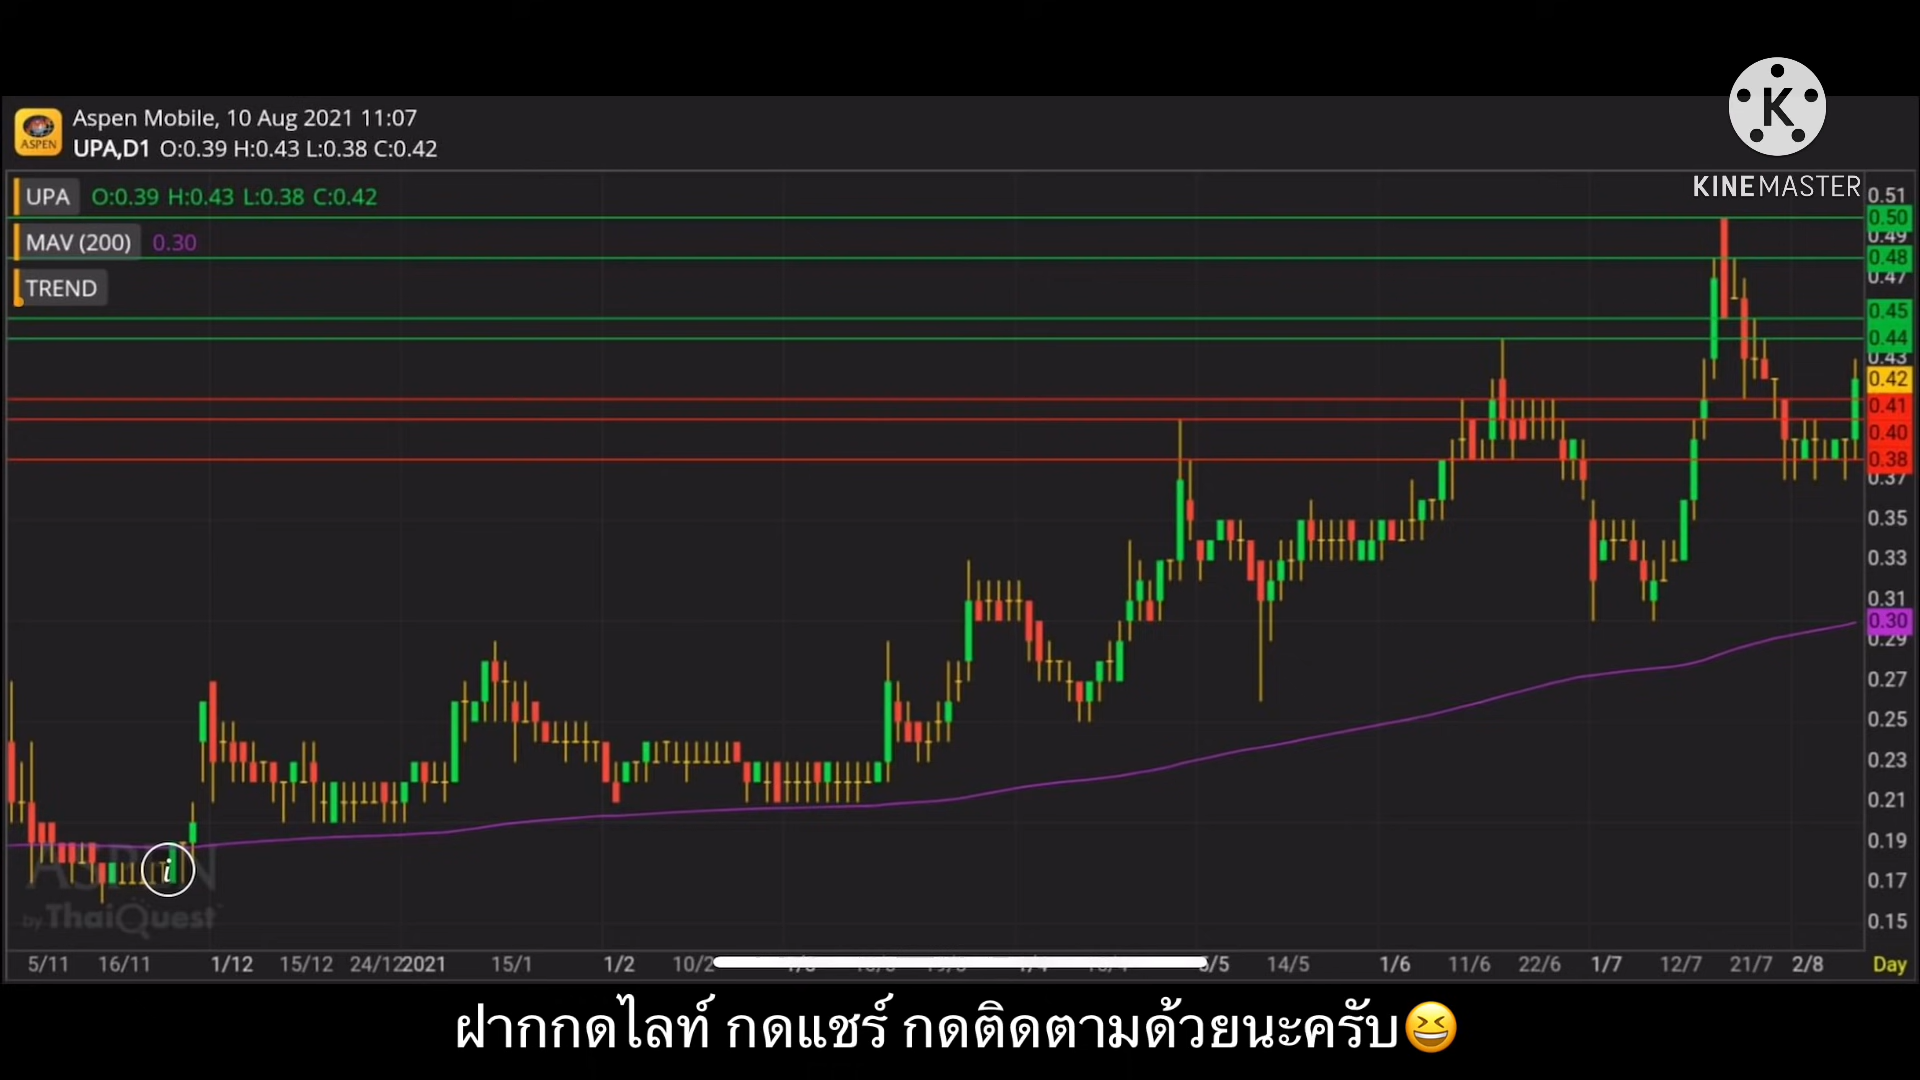 Aspen Mobile, 10 Aug 2021 11:07
ASPEN
UPA,D1 O:0.39 H:0.43 L:0.38 C:0.42
K
KINEMASTER
UPA O:0.39 H:0.43 L:0.38 C:0.42
MAV (200) 0.30
TREND
0.51
0.50
0.49
0.48
0.47
0.45
0.44
0.43
0.42
0.41
0.40
0.38
0.37
0.35
0.33
0.31
0.30
0.29
0.27
0.25
0.23
0.21
0.19
0.17
0.15
i
ASPEN
by ThaiQuest
5/11 16/11 1/12 15/12 24/12 2021 15/1 1/2 14/5 1/6 11/6 22/6 1/7 12/7 21/7 2/8 Day
ฝากกดไลท์ กดแชร์ กดติดตามด้วยนะครับ😆